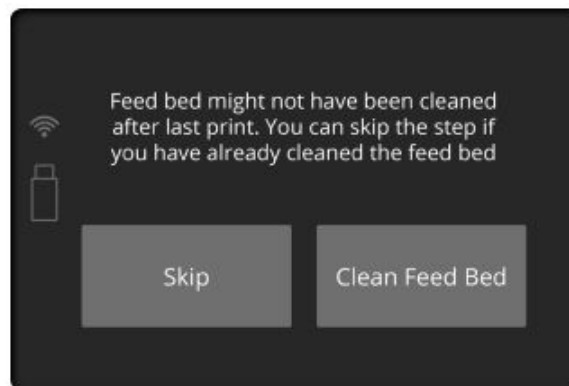 Feed bed might not have been cleaned
after last print. You can skip the step if
you have already cleaned the feed bed
Skip
Clean Feed Bed